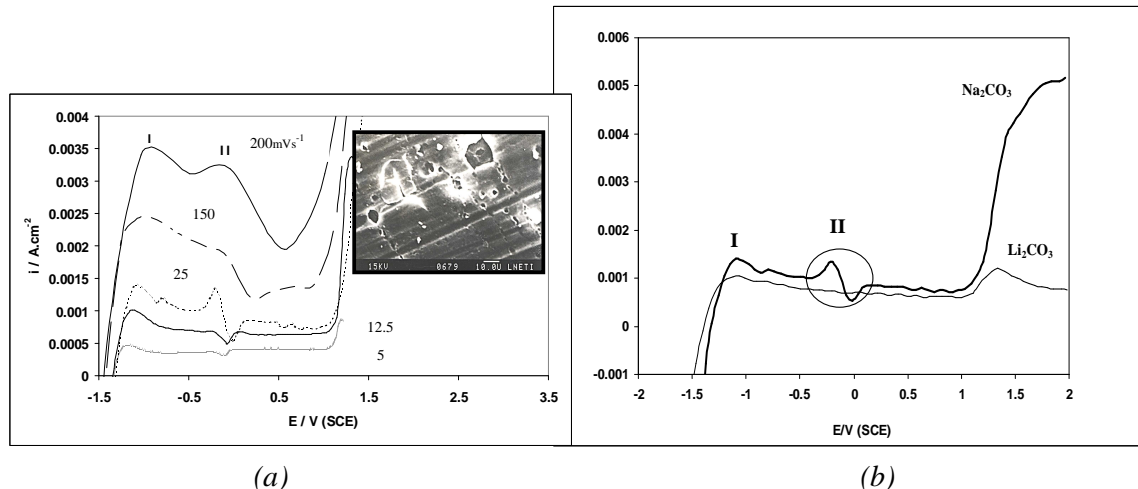 0.004
0.0035
0.003
0.0025
0.002
0.0015
0.001
0.0005
0
i / A.cm-2
I
II
200mVs-1
150
25
12.5
5
15KV 0679 10.0U LNETI
-1.5 -0.5 0.5 1.5 2.5 3.5
E / V (SCE)
(a)
0.006
0.005
0.004
0.003
0.002
0.001
0
-0.001
Na₂CO₃
Li₂CO₃
I
II
-2 -1.5 -1 -0.5 0 0.5 1 1.5 2
E/V (SCE)
(b)